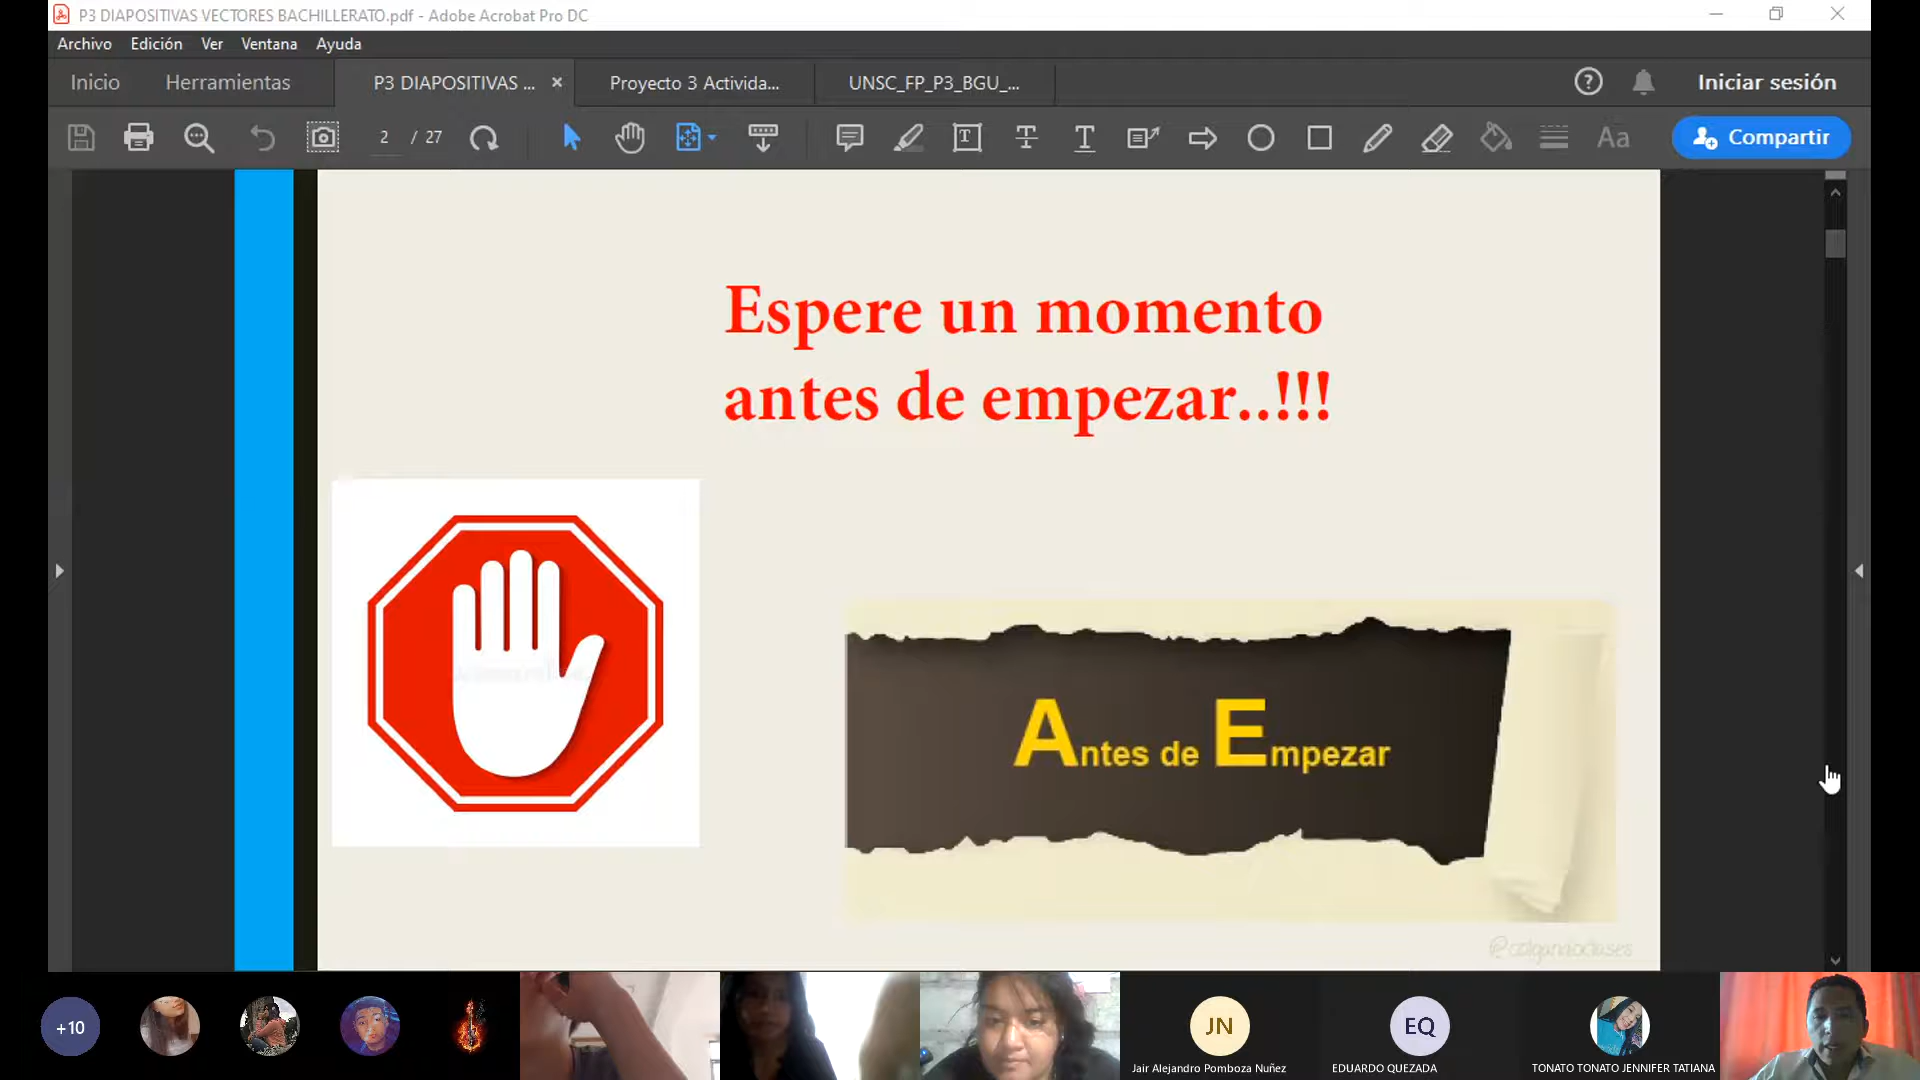 P3 DIAPOSITIVAS VECTORES BACHILLERATO.pdf - Adobe Acrobat Pro DC
Archivo Edición Ver Ventana Ayuda
Inicio Herramientas P3 DIAPOSITIVAS ... Proyecto 3 Activida... UNSC_FP_P3_BGU_... Iniciar sesión
2 / 27 Aa Compartir
Espere un momento
antes de empezar..!!!
Antes de Empezar
+10 JN EQ
Jair Alejandro Pomboza Nuñez EDUARDO QUEZADA TONATO TONATO JENNIFER TATIANA